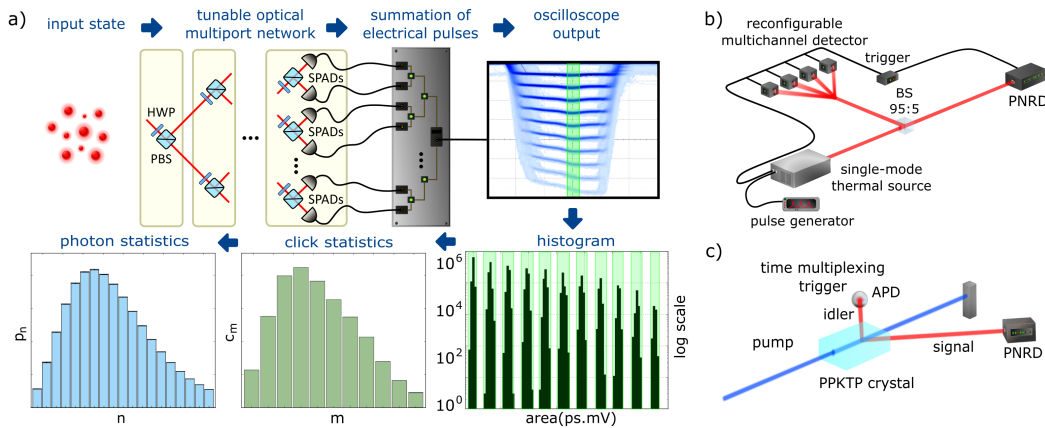 a)
input state
tunable optical
multiport network
summation of
electrical pulses
oscilloscope
output
HWP
PBS
SPADs
SPADs
SPADs
photon statistics
click statistics
histogram
p_n
n
c_m
m
10^6
10^4
10^2
10^0
log scale
area(ps.mV)
b)
reconfigurable
multichannel detector
trigger
BS
95:5
PNRD
single-mode
thermal source
pulse generator
c)
time multiplexing
trigger
APD
idler
pump
signal
PNRD
PPKTP crystal